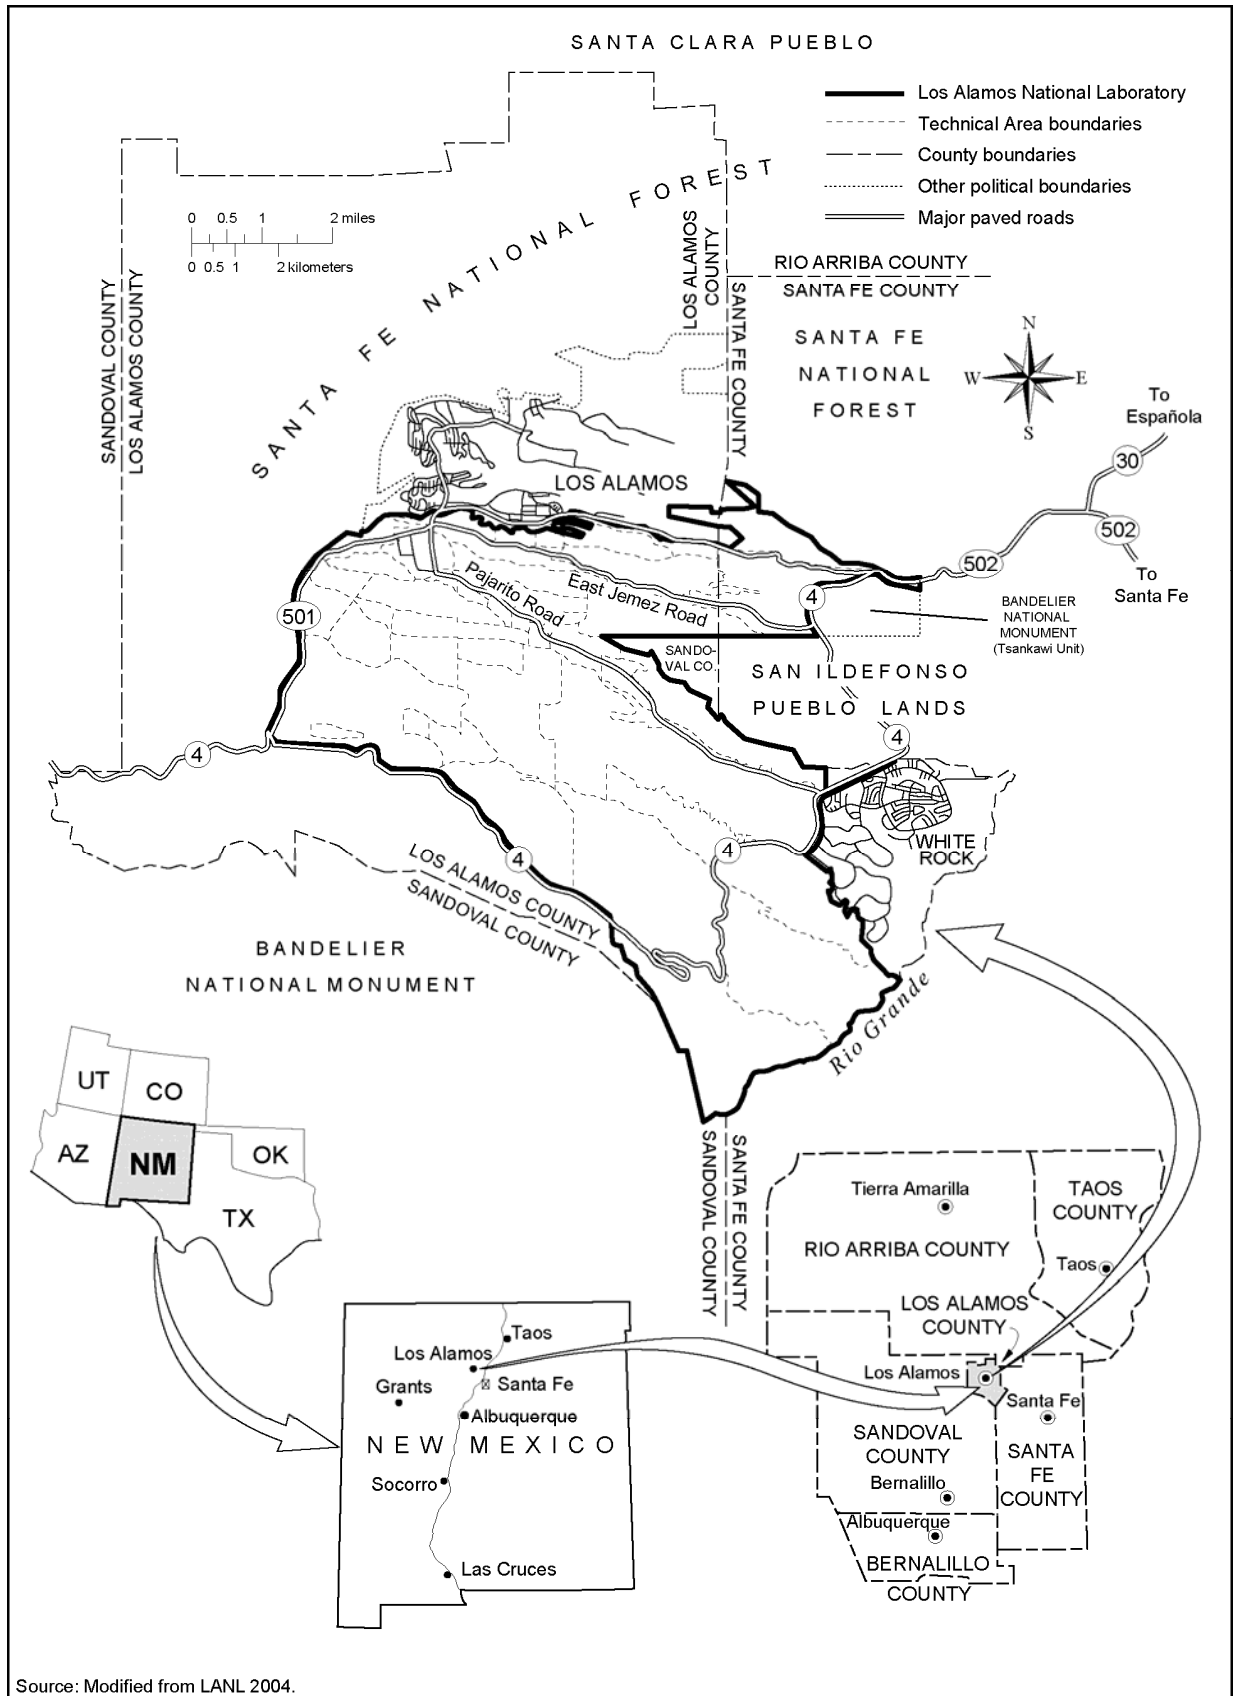 SANTA CLARA PUEBLO
Los Alamos National Laboratory
Technical Area boundaries
County boundaries
Other political boundaries
Major paved roads
SANTA FE NATIONAL FOREST
0 0.5 1 2 miles
0 0.5 1 2 kilometers
SANDOVAL COUNTY
LOS ALAMOS COUNTY
LOS ALAMOS
COUNTY
SANTA FE COUNTY
RIO ARRIBA COUNTY
SANTA FE COUNTY
SANTA FE
NATIONAL
FOREST
N
W E
S
To
Española
30
502
502
To
Santa Fe
LOS ALAMOS
4
501
Pajarito Road
East Jemez Road
BANDELIER
NATIONAL
MONUMENT
(Tsankawi Unit)
SANDO-
VAL CO.
SAN ILDEFONSO
PUEBLO LANDS
4
4
4
4
WHITE
ROCK
LOS ALAMOS COUNTY
SANDOVAL COUNTY
BANDELIER
NATIONAL MONUMENT
Rio Grande
UT
CO
AZ
NM
OK
TX
SANDOVAL COUNTY
SANTA FE COUNTY
Tierra Amarilla
TAOS
COUNTY
RIO ARRIBA COUNTY
Taos
LOS ALAMOS
COUNTY
Los Alamos
Santa Fe
SANDOVAL
COUNTY
SANTA
FE
COUNTY
Bernalillo
Albuquerque
BERNALILLO
COUNTY
Taos
Los Alamos
Grants
Santa Fe
Albuquerque
NEW MEXICO
Socorro
Las Cruces
Source: Modified from LANL 2004.